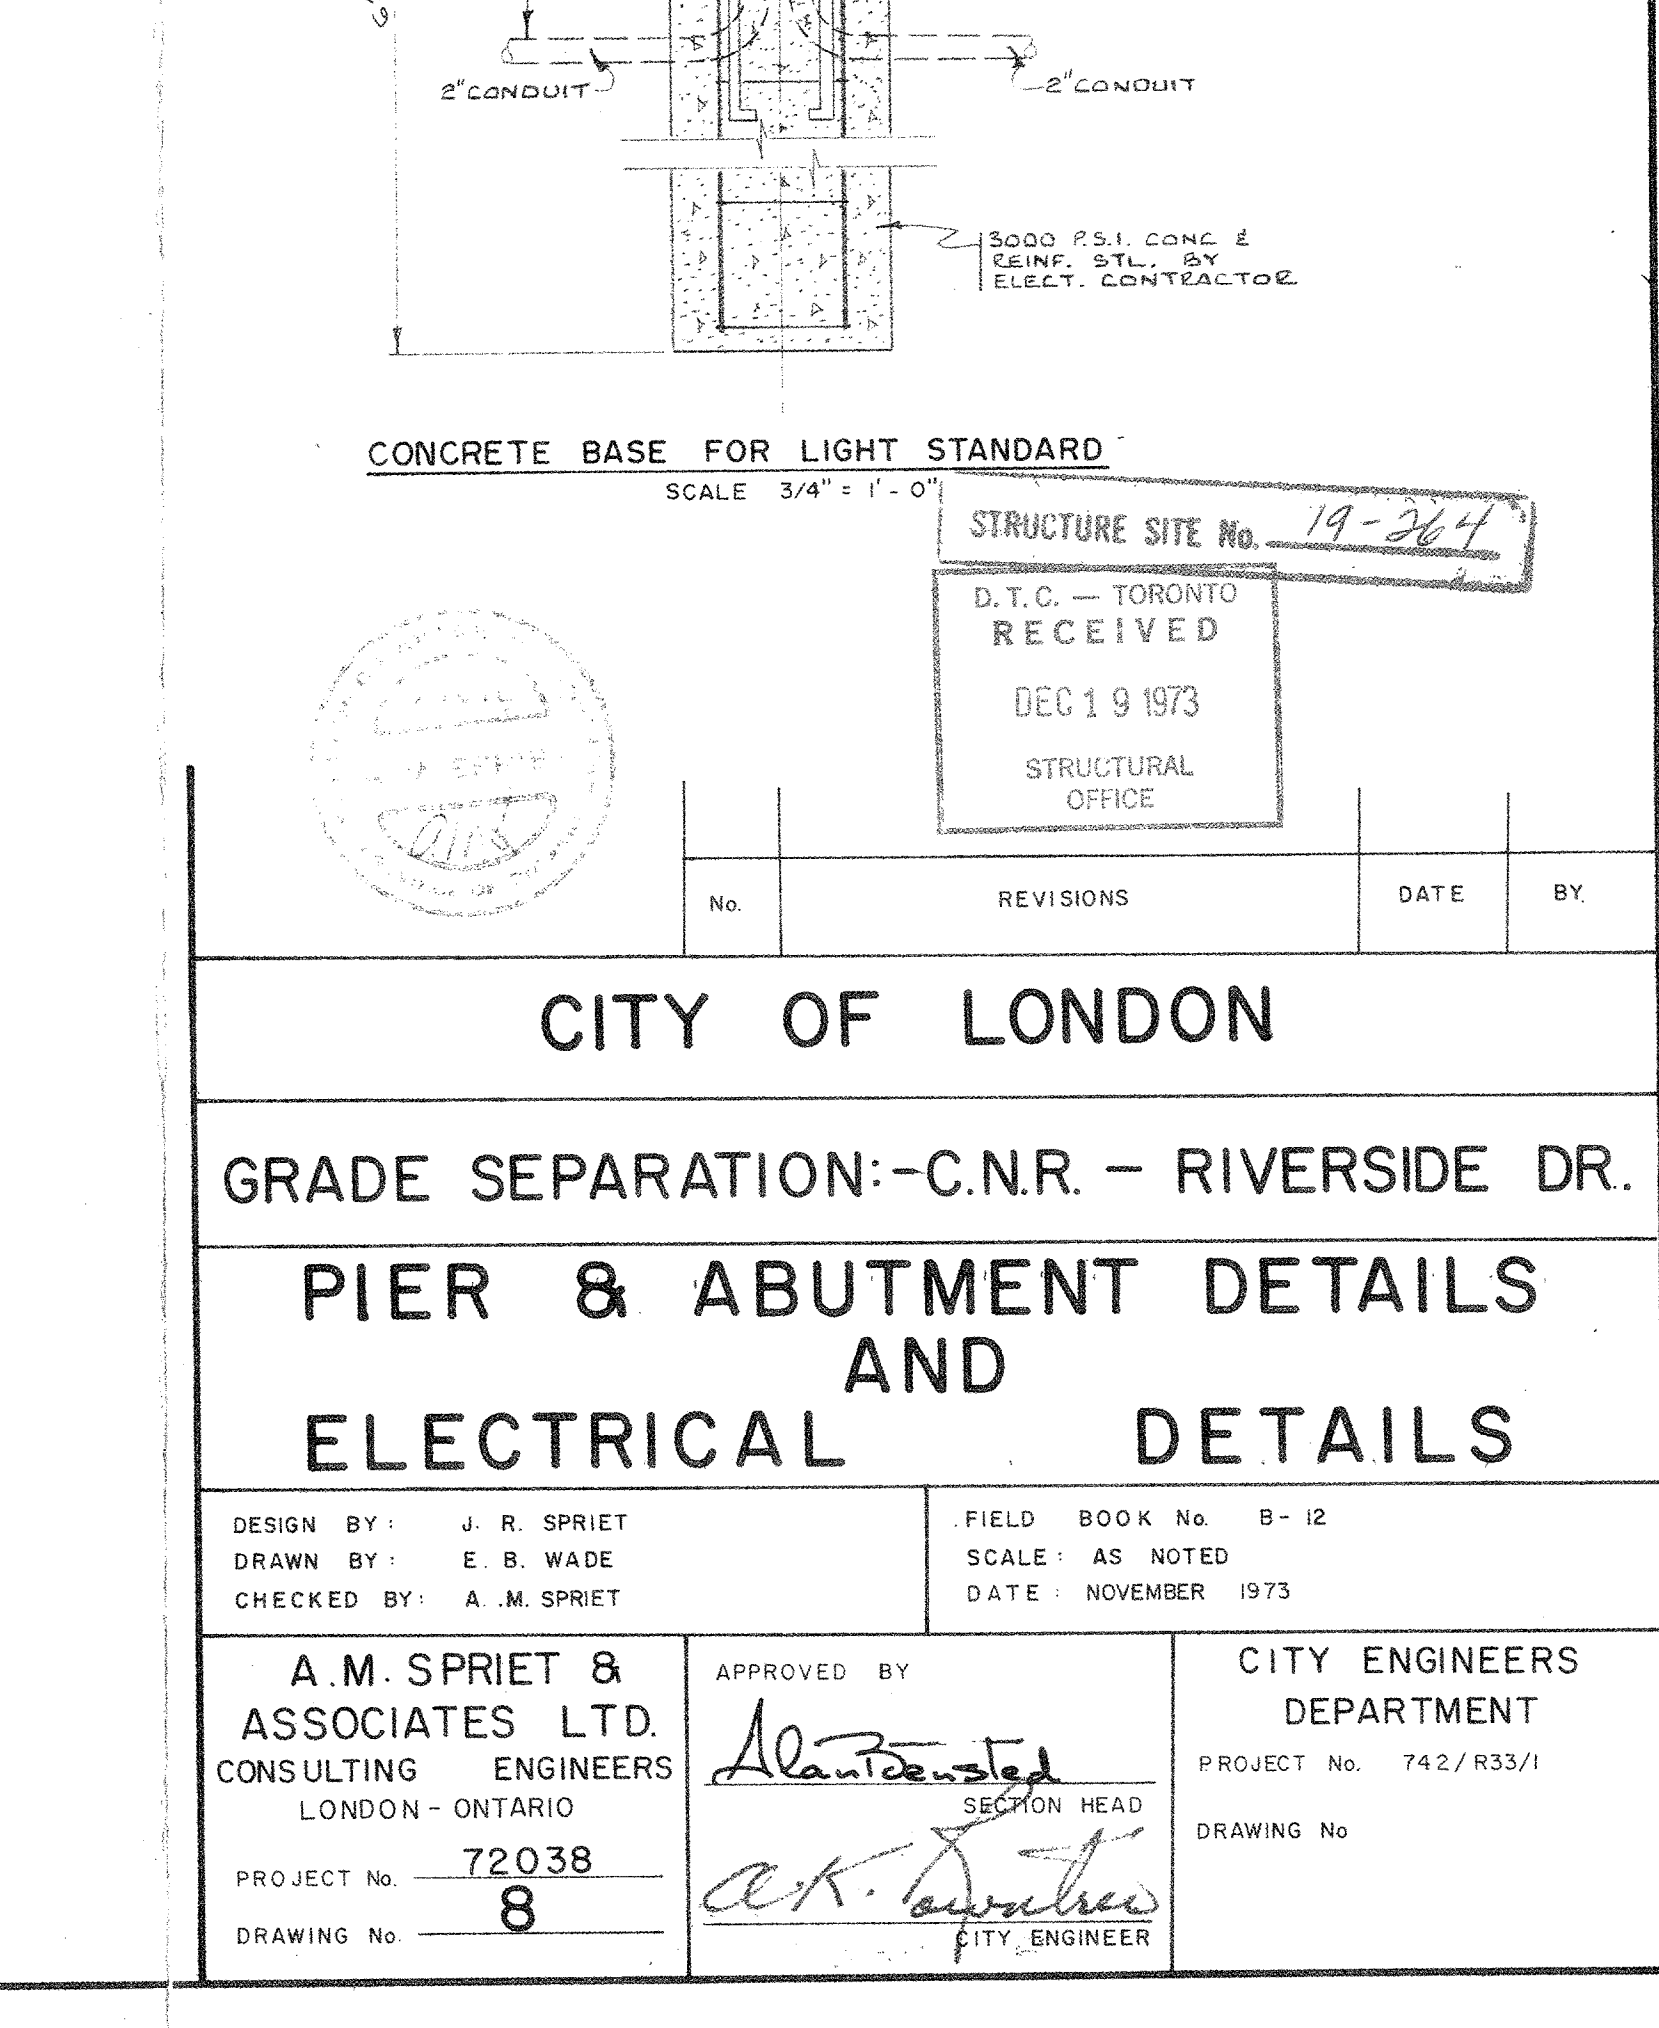 2" CONDUIT
2" CONDUIT
3000 P.S.I. CONC &
REINF. STL. BY
ELECT. CONTRACTOR
CONCRETE BASE FOR LIGHT STANDARD
SCALE 3/4" = 1' - 0"
STRUCTURE SITE No. 19-264
D.T.C. — TORONTO
RECEIVED
DEC 19 1973
STRUCTURAL
OFFICE
No. REVISIONS DATE BY.
CITY OF LONDON
GRADE SEPARATION:-C.N.R. - RIVERSIDE DR..
PIER & ABUTMENT DETAILS
AND
ELECTRICAL DETAILS
DESIGN BY: J. R. SPRIET
DRAWN BY: E. B. WADE
CHECKED BY: A. .M. SPRIET
FIELD BOOK No. B-12
SCALE: AS NOTED
DATE: NOVEMBER 1973
A.M. SPRIET &
ASSOCIATES LTD.
CONSULTING ENGINEERS
LONDON - ONTARIO
PROJECT No. 72038
DRAWING No. 8
APPROVED BY
SECTION HEAD
A.K.
CITY ENGINEER
CITY ENGINEERS
DEPARTMENT
PROJECT No. 742/R33/1
DRAWING No